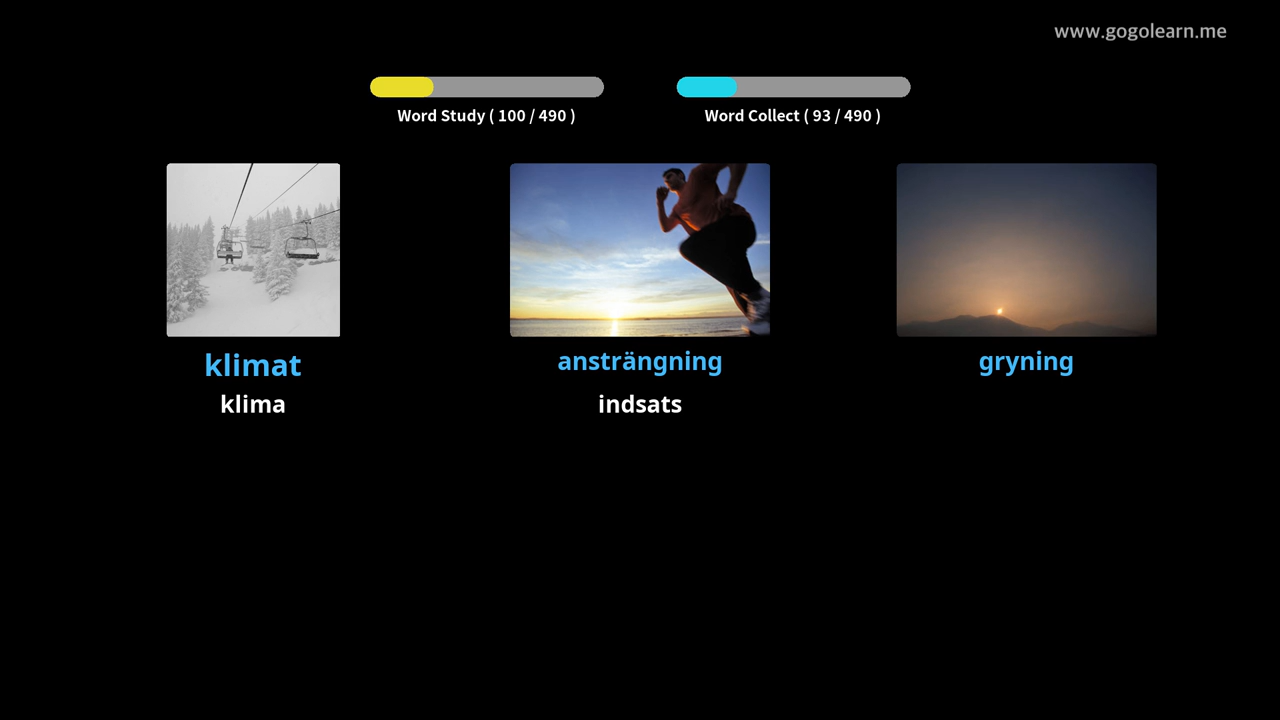 www.gogolearn.me
Word Study ( 100 / 490 )
Word Collect ( 93 / 490 )
klimat
klima
ansträngning
indsats
gryning